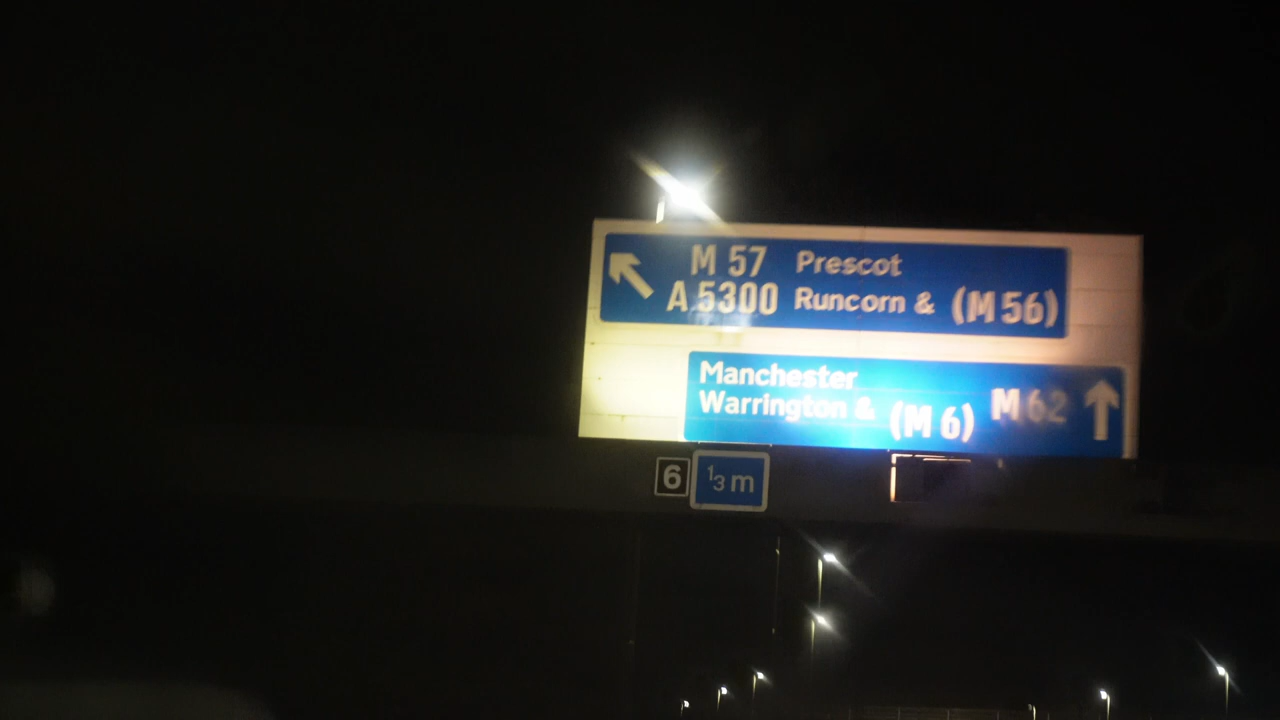 M 57 Prescot
A 5300 Runcorn & (M 56)
Manchester
Warrington & (M 6) M 62
6 1/3 m